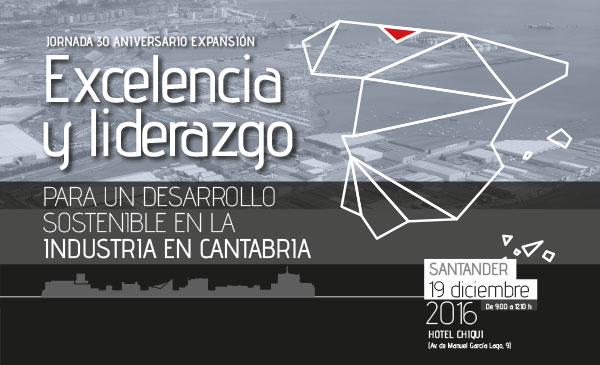 JORNADA 30 ANIVERSARIO EXPANSIÓN
Excelencia
y liderazgo
PARA UN DESARROLLO
SOSTENIBLE EN LA
INDUSTRIA EN CANTABRIA
SANTANDER
19 diciembre
2016
De 9:00 a 12:10 h
HOTEL CHIQUI
(Av de Manuel García Lago, 9)